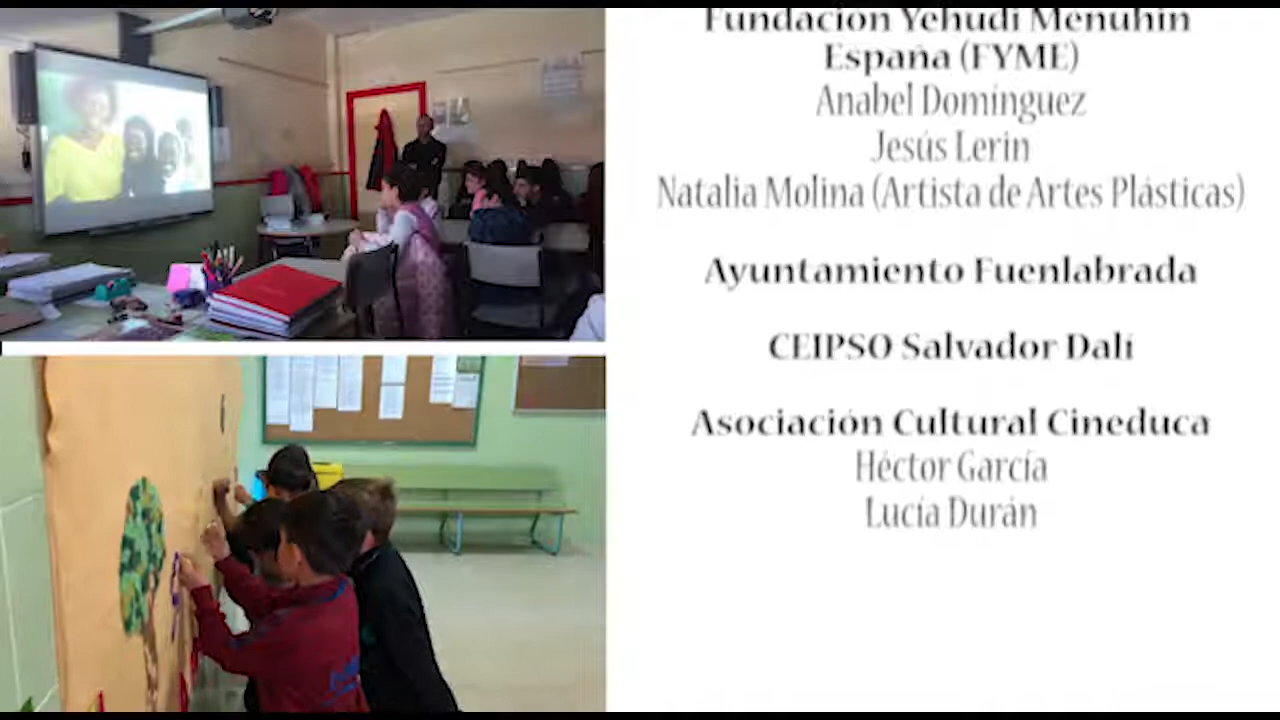 Fundación Yehudi Menuhin
España (FYME)
Anabel Domínguez
Jesús Lerin
Natalia Molina (Artista de Artes Plásticas)
Ayuntamiento Fuenlabrada
CEIPSO Salvador Dalí
Asociación Cultural Cineduca
Héctor García
Lucía Durán